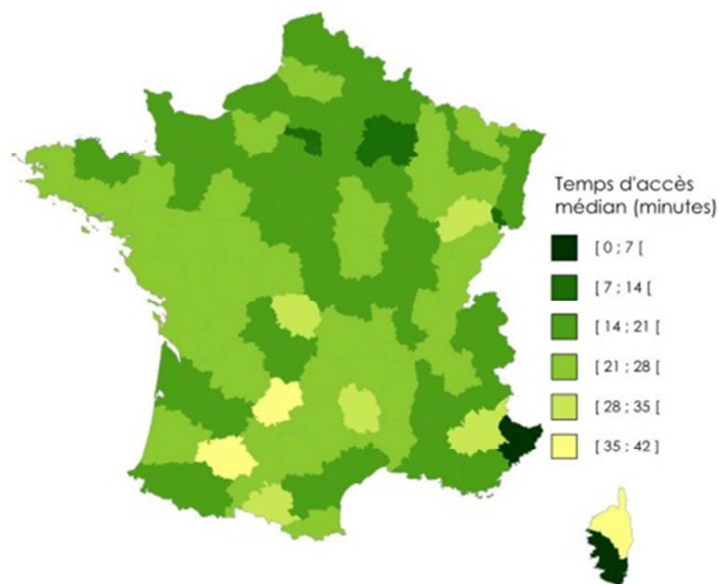 Temps d'accès
médian (minutes)
[ 0 ; 7 [
[ 7 ; 14 [
[ 14 ; 21 [
[ 21 ; 28 [
[ 28 ; 35 [
[ 35 ; 42 ]